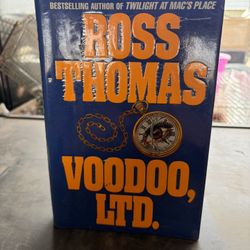 BESTSELLING AUTHOR OF TWILIGHT AT MAC'S PLACE
ROSS
THOMAS
VOODOO,
LTD.